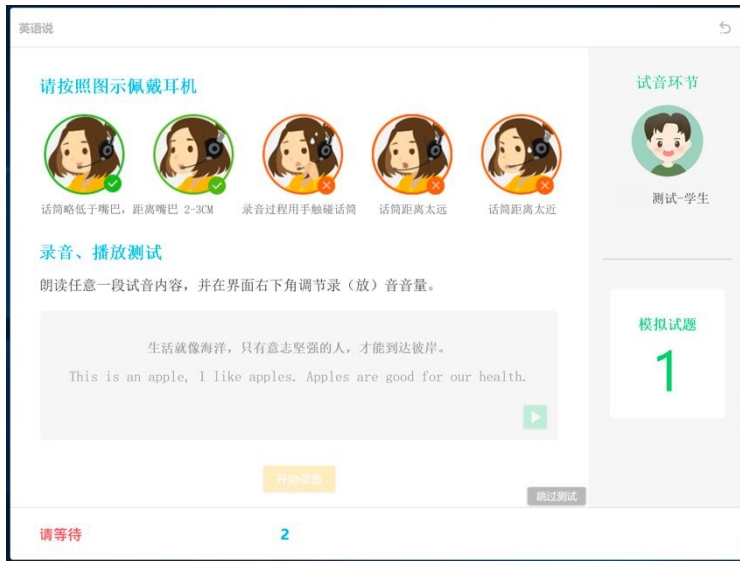 英语说
请按照图示佩戴耳机
话筒略低于嘴巴，距离嘴巴 2-3CM
录音过程用手触碰话筒
话筒距离太远
话筒距离太近
录音、播放测试
朗读任意一段试音内容，并在界面右下角调节录（放）音音量。
生活就像海洋，只有意志坚强的人，才能到达彼岸。
This is an apple, I like apples. Apples are good for our health.
开始录音
跳过测试
请等待
2
试音环节
测试-学生
模拟试题
1